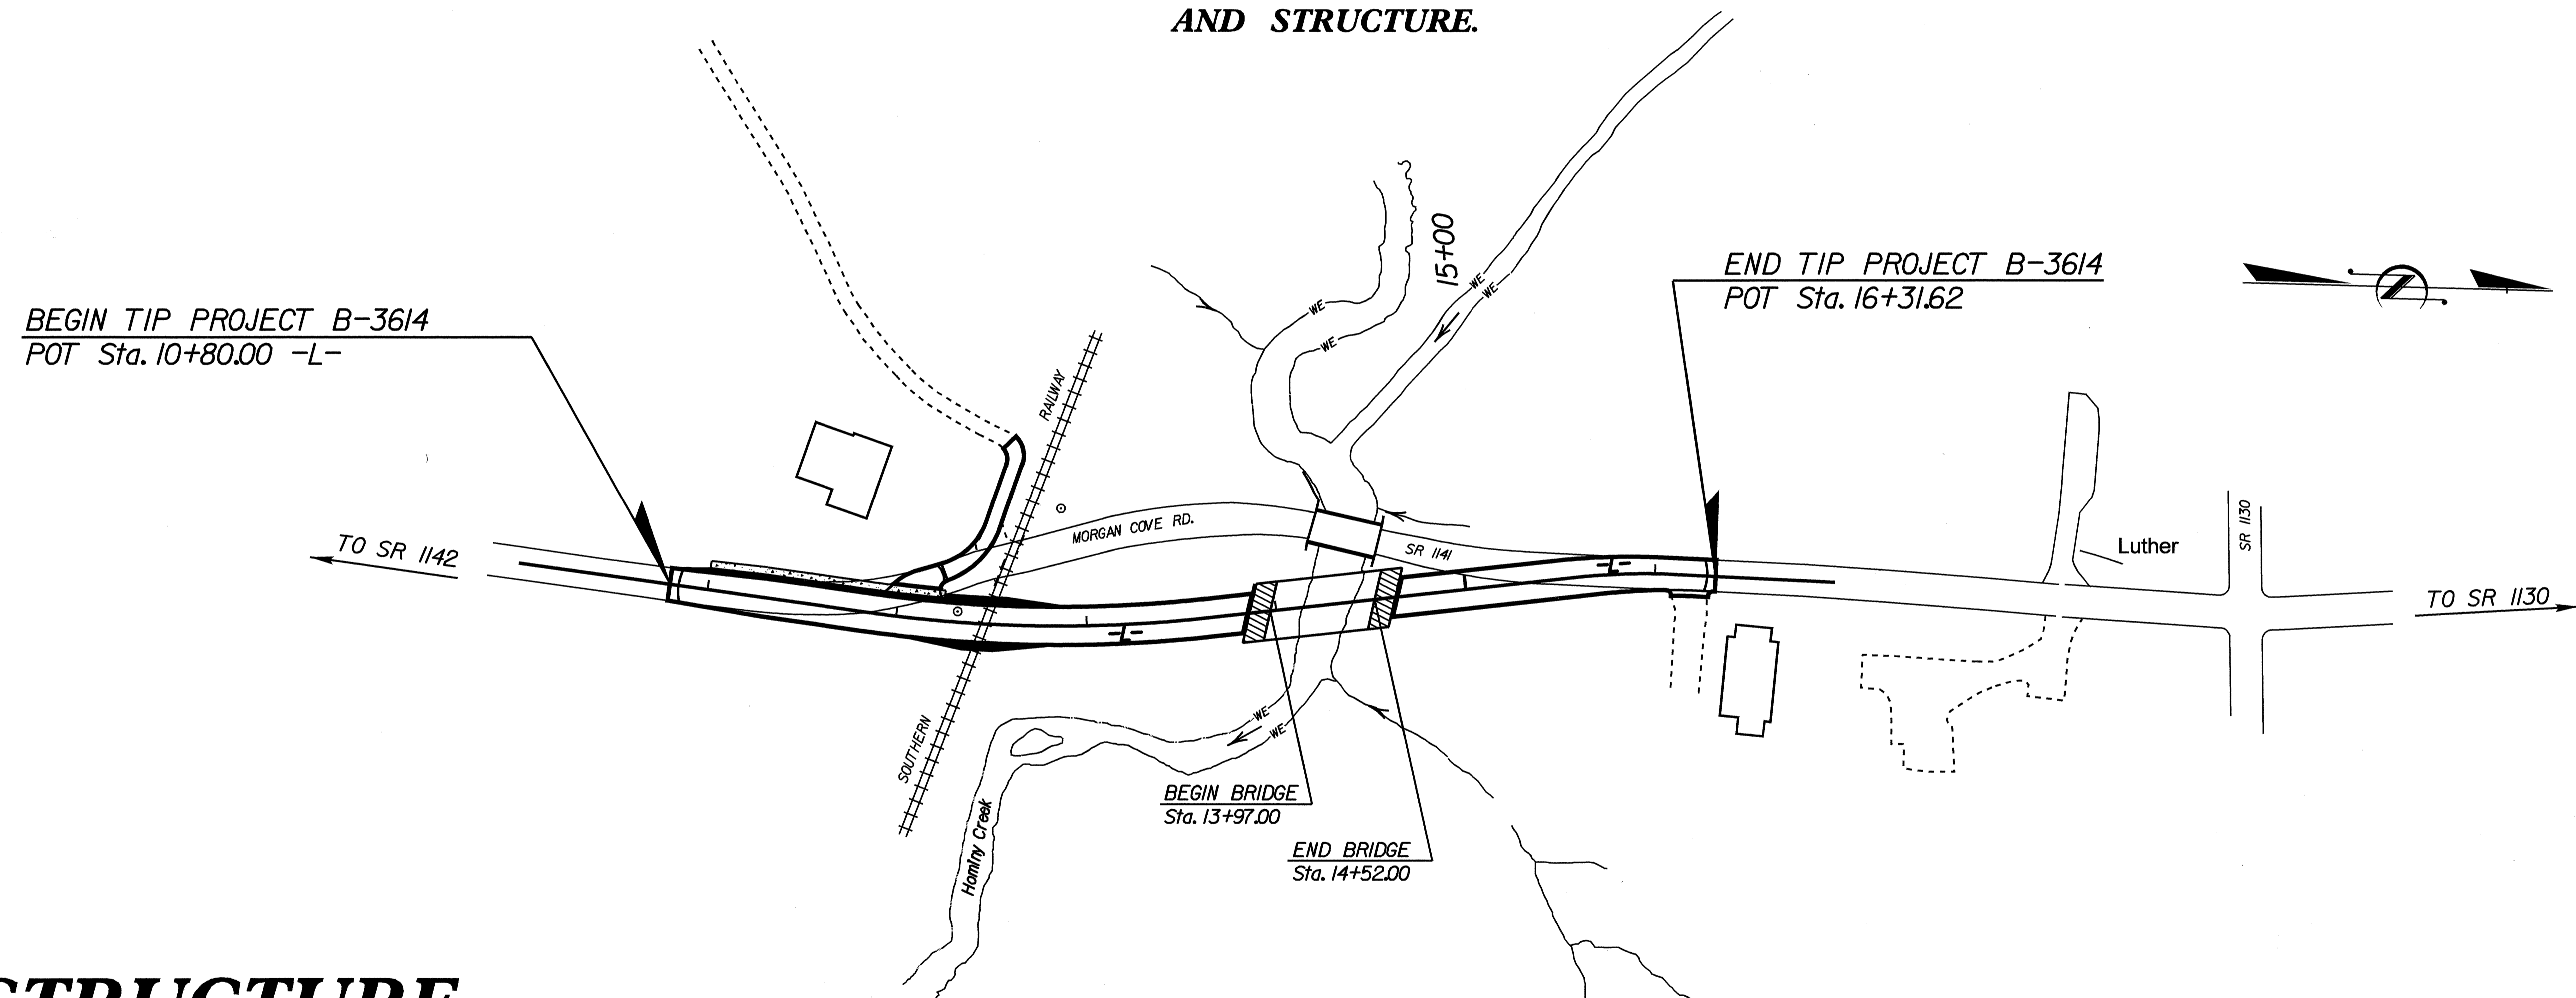 AND STRUCTURE.
15+00
END TIP PROJECT B-3614
POT Sta. 16+31.62
BEGIN TIP PROJECT B-3614
POT Sta. 10+80.00 -L-
WE
WE
WE
WE
RAILWAY
MORGAN COVE RD.
SR 1141
TO SR 1142
Luther
SR 1130
TO SR 1130
L
L
SOUTHERN
WE
WE
Hominy Creek
BEGIN BRIDGE
Sta. 13+97.00
END BRIDGE
Sta. 14+52.00
STRUCTURE